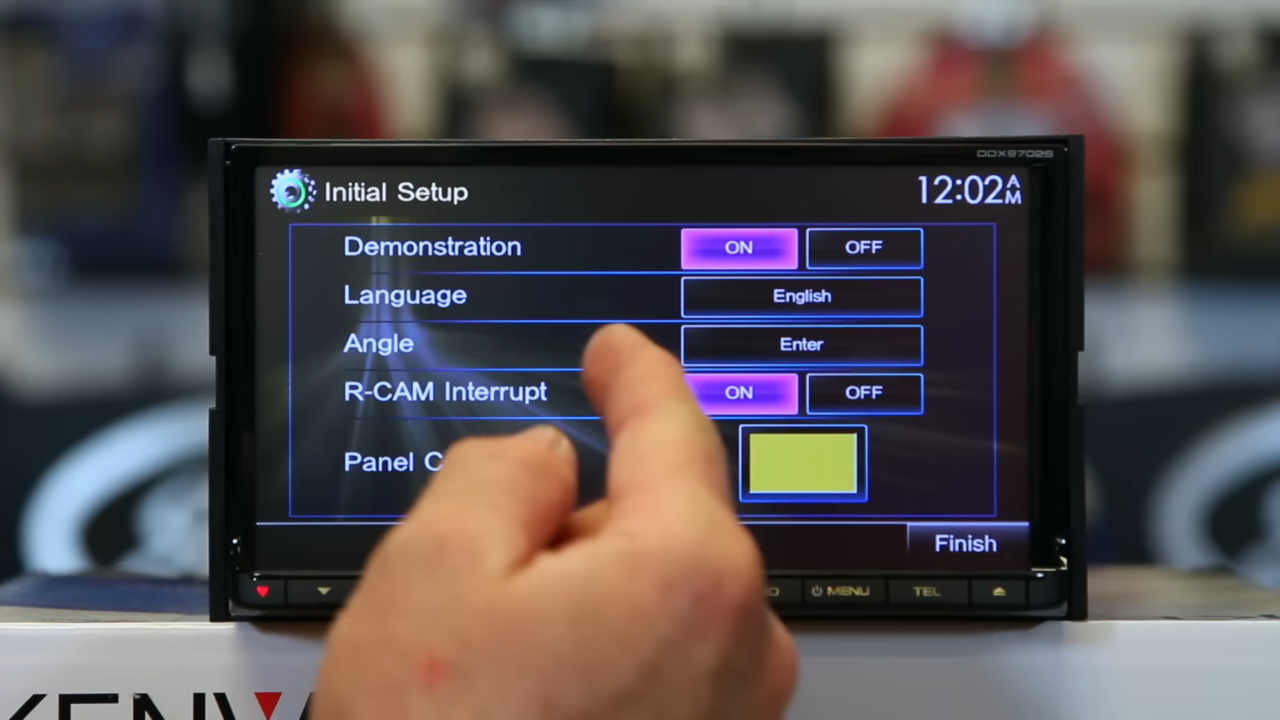 DDX9702S
Initial Setup
12:02AM
Demonstration ON OFF
Language English
Angle Enter
R-CAM Interrupt ON OFF
Panel C
Finish
MENU TEL
KENW